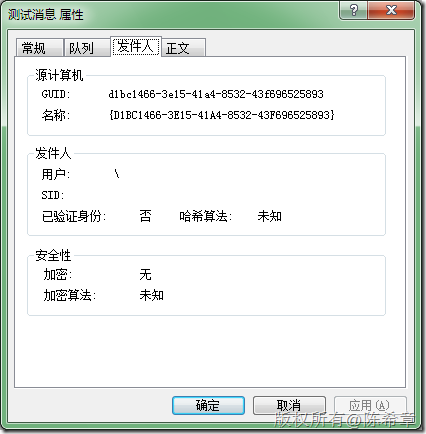 测试消息 属性
常规 队列 发件人 正文
源计算机
GUID: d1bc1466-3e15-41a4-8532-43f696525893
名称: {D1BC1466-3E15-41A4-8532-43F696525893}
发件人
用户: \
SID:
已验证身份: 否 哈希算法: 未知
安全性
加密: 无
加密算法: 未知
确定 取消 应用(A)
版权所有@陈希章